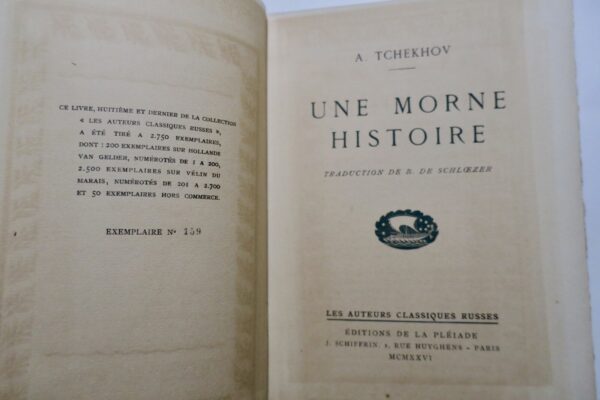 CE LIVRE, HUITIÈME ET DERNIER DE LA COLLECTION
« LES AUTEURS CLASSIQUES RUSSES »,
A ÉTÉ TIRÉ A 2.750 EXEMPLAIRES,
DONT : 200 EXEMPLAIRES SUR HOLLANDE
VAN GELDER, NUMÉROTÉS DE 1 A 200,
2.500 EXEMPLAIRES SUR VÉLIN DU
MARAIS, NUMÉROTÉS DE 201 A 2.700
ET 50 EXEMPLAIRES HORS COMMERCE.
EXEMPLAIRE N° 159
A. TCHEKHOV
UNE MORNE
HISTOIRE
TRADUCTION DE B. DE SCHLŒZER
LES AUTEURS CLASSIQUES RUSSES
ÉDITIONS DE LA PLÉIADE
J. SCHIFFRIN, 2, RUE HUYGHENS - PARIS
MCMXXVI